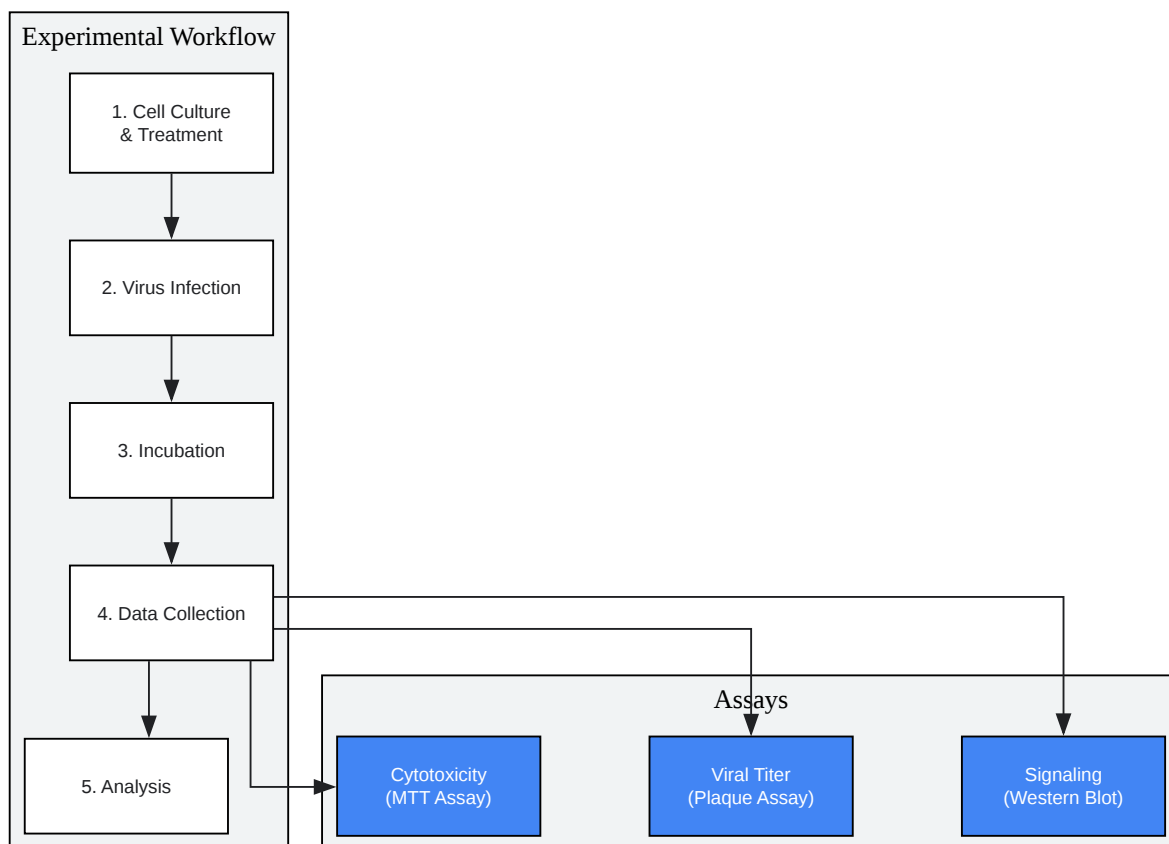 Experimental Workflow
1. Cell Culture
& Treatment
2. Virus Infection
3. Incubation
4. Data Collection
5. Analysis
Assays
Cytotoxicity
(MTT Assay)
Viral Titer
(Plaque Assay)
Signaling
(Western Blot)